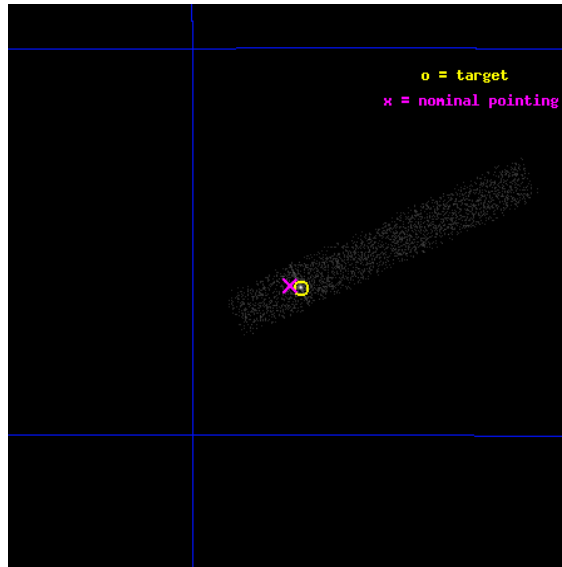 o = target
x = nominal pointing